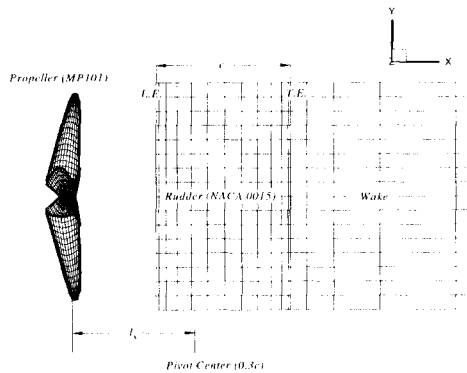 Y
Z X
Propeller (MP101)
c
L.E. T.E.
Rudder (NACA 0015) Wake
Pivot Center (0.3c)